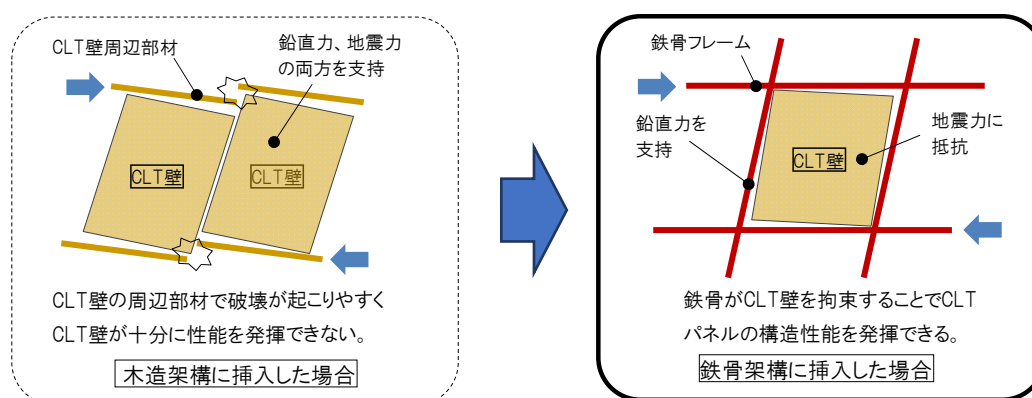 CLT壁周辺部材
鉛直力、地震力
の両方を支持
CLT壁
CLT壁
CLT壁の周辺部材で破壊が起こりやすく
CLT壁が十分に性能を発揮できない。
木造架構に挿入した場合
鉄骨フレーム
鉛直力を
支持
地震力に
抵抗
CLT壁
鉄骨がCLT壁を拘束することでCLT
パネルの構造性能を発揮できる。
鉄骨架構に挿入した場合